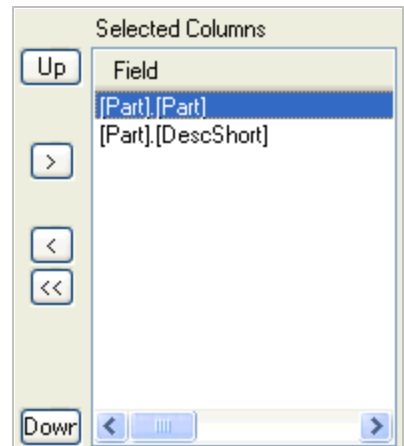 Selected Columns
Up
Field
[Part].[Part]
[Part].[DescShort]
>
<
<<
Dowr